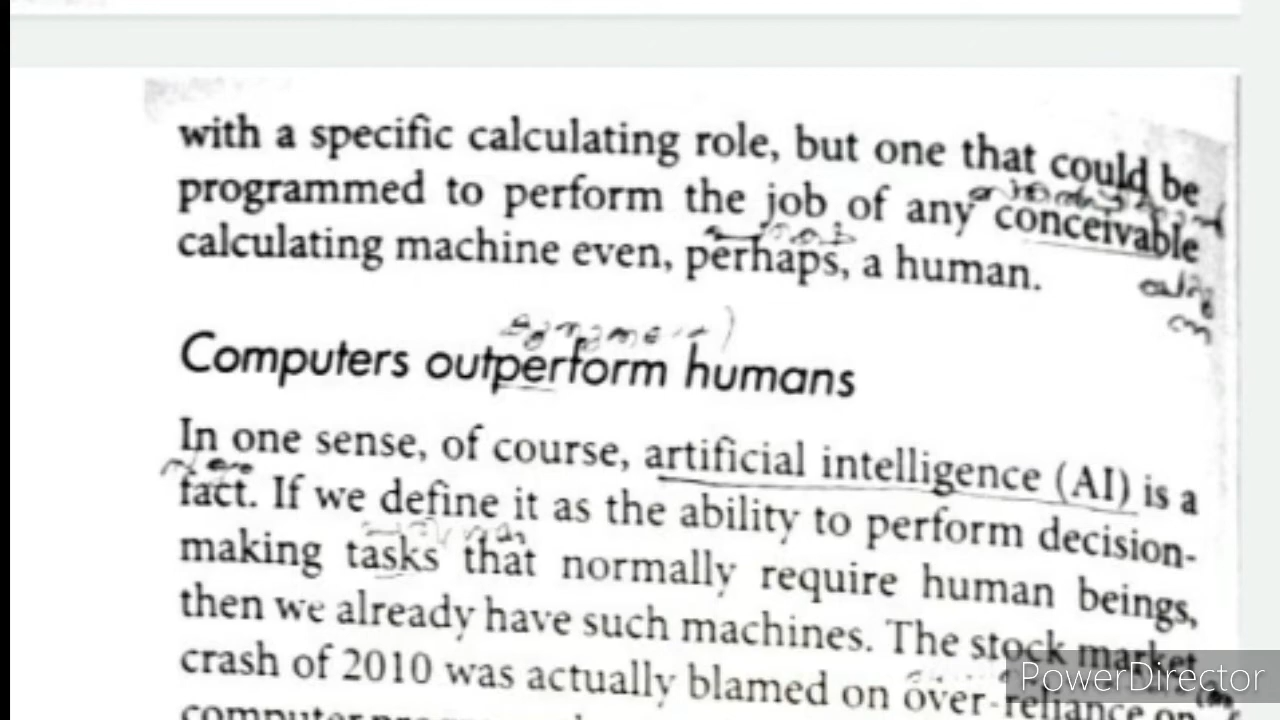 with a specific calculating role, but one that could be
programmed to perform the job of any conceivable
calculating machine even, perhaps, a human.
Computers outperform humans
In one sense, of course, artificial intelligence (AI) is a
fact. If we define it as the ability to perform decision-
making tasks that normally require human beings,
then we already have such machines. The stock market
crash of 2010 was actually blamed on over-reliance on
PowerDirector